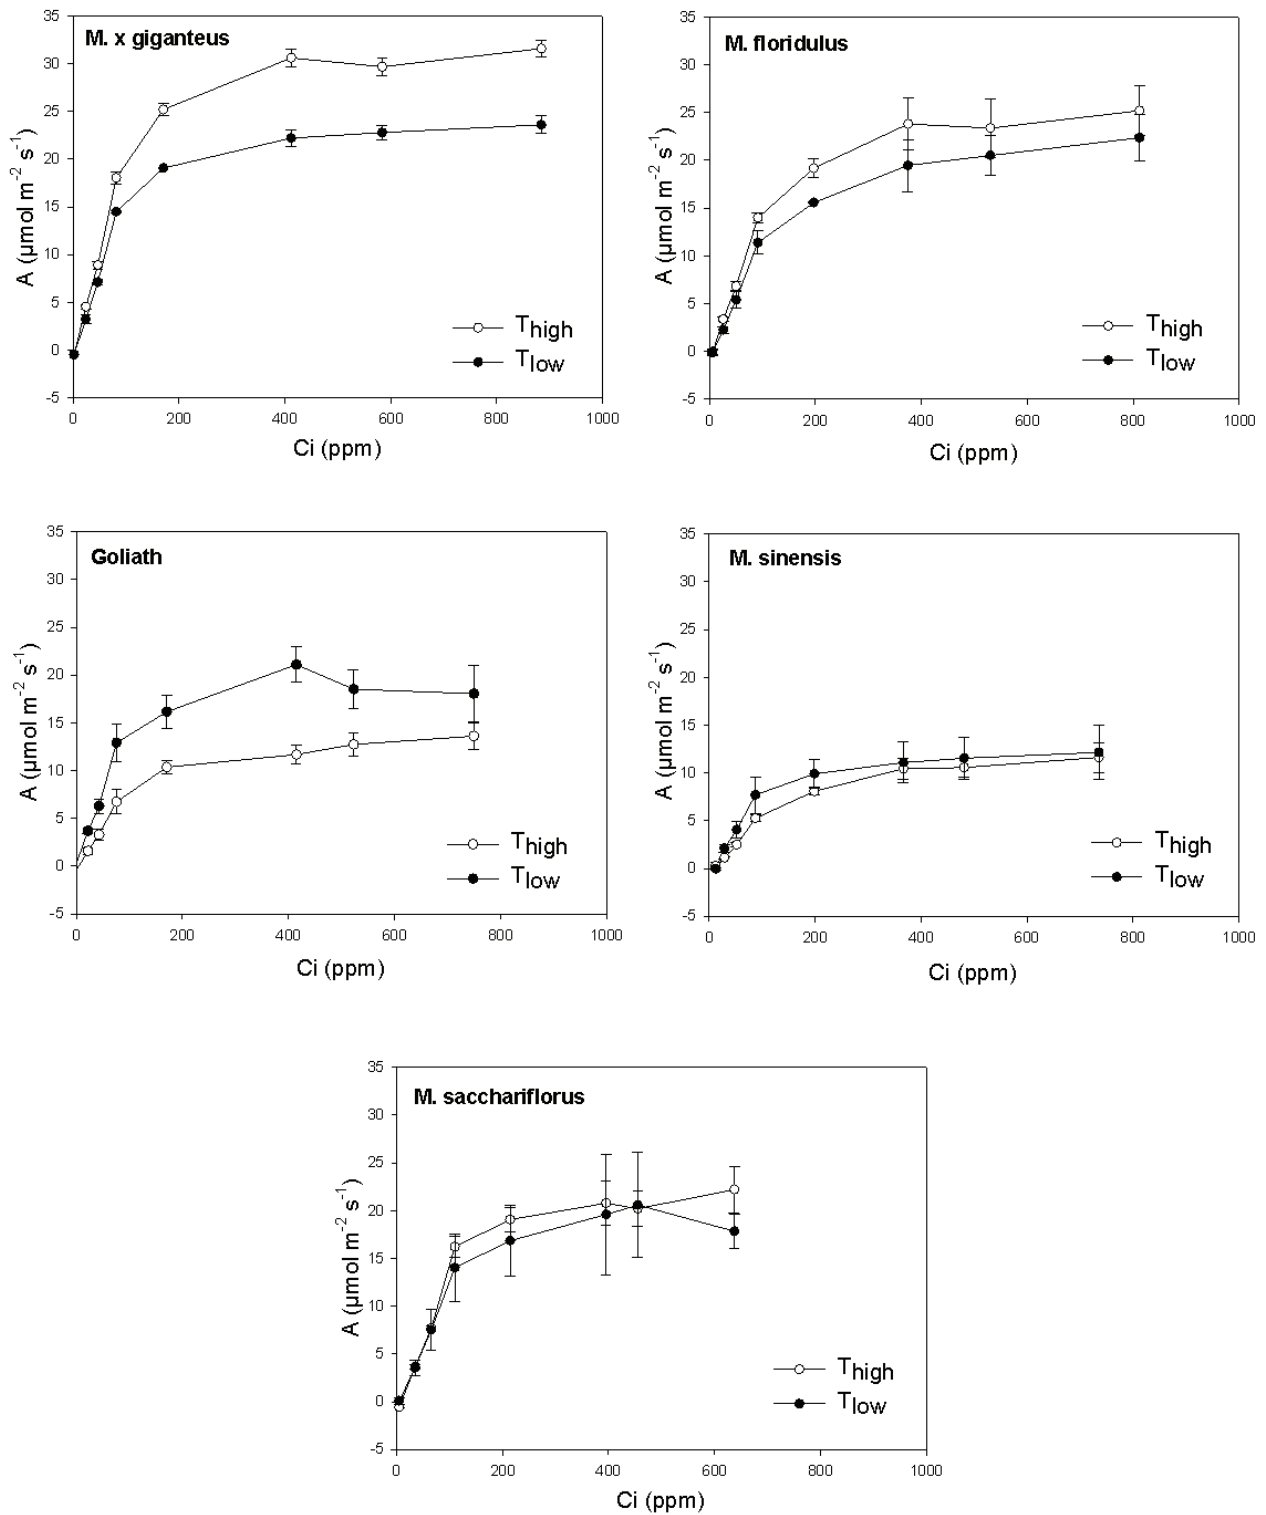 M. x giganteus
35
30
25
20
15
10
5
0
-5
A (µmol m-2 s-1)
0 200 400 600 800 1000
Ci (ppm)
Thigh
Tlow
M. floridulus
35
30
25
20
15
10
5
0
-5
A (µmol m-2 s-1)
0 200 400 600 800 1000
Ci (ppm)
Thigh
Tlow
Goliath
35
30
25
20
15
10
5
0
-5
A (µmol m-2 s-1)
0 200 400 600 800 1000
Ci (ppm)
Thigh
Tlow
M. sinensis
35
30
25
20
15
10
5
0
-5
A (µmol m-2 s-1)
0 200 400 600 800 1000
Ci (ppm)
Thigh
Tlow
M. sacchariflorus
35
30
25
20
15
10
5
0
-5
A (µmol m-2 s-1)
0 200 400 600 800 1000
Ci (ppm)
Thigh
Tlow